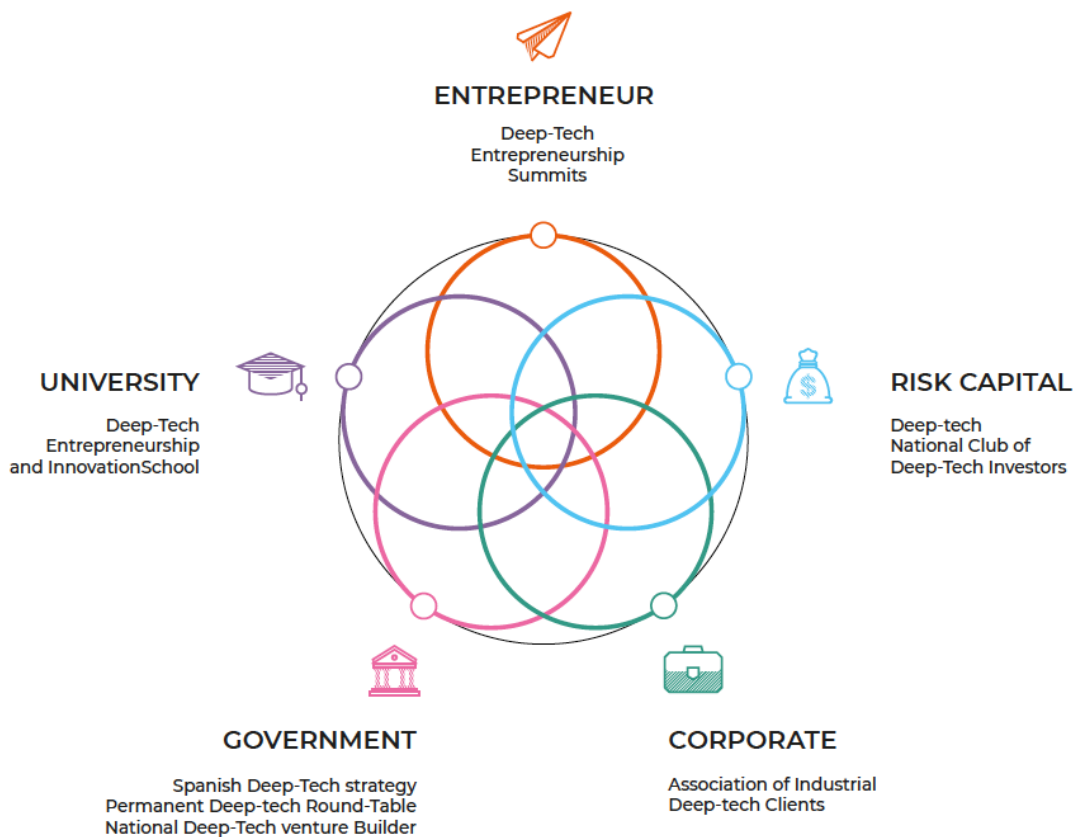 ENTREPRENEUR
Deep-Tech
Entrepreneurship
Summits
UNIVERSITY
Deep-Tech
Entrepreneurship
and InnovationSchool
$
RISK CAPITAL
Deep-tech
National Club of
Deep-Tech Investors
GOVERNMENT
Spanish Deep-Tech strategy
Permanent Deep-tech Round-Table
National Deep-Tech venture Builder
CORPORATE
Association of Industrial
Deep-tech Clients